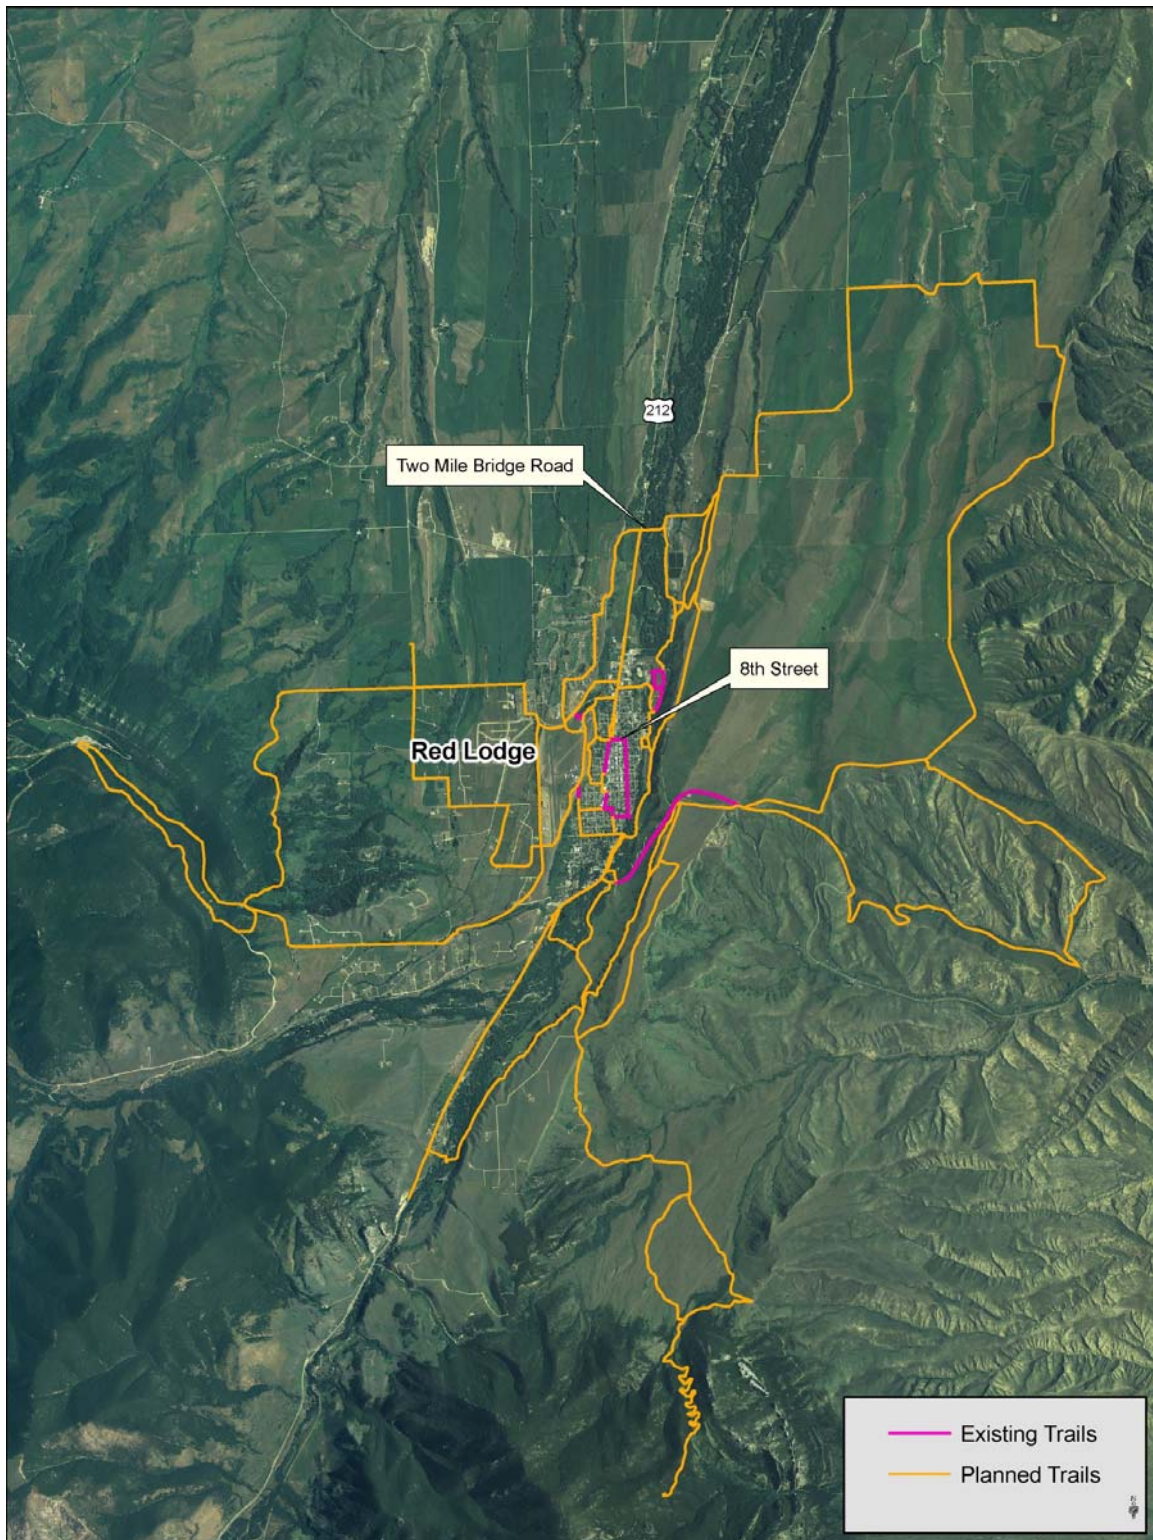 212
Two Mile Bridge Road
8th Street
Red Lodge
Existing Trails
Planned Trails